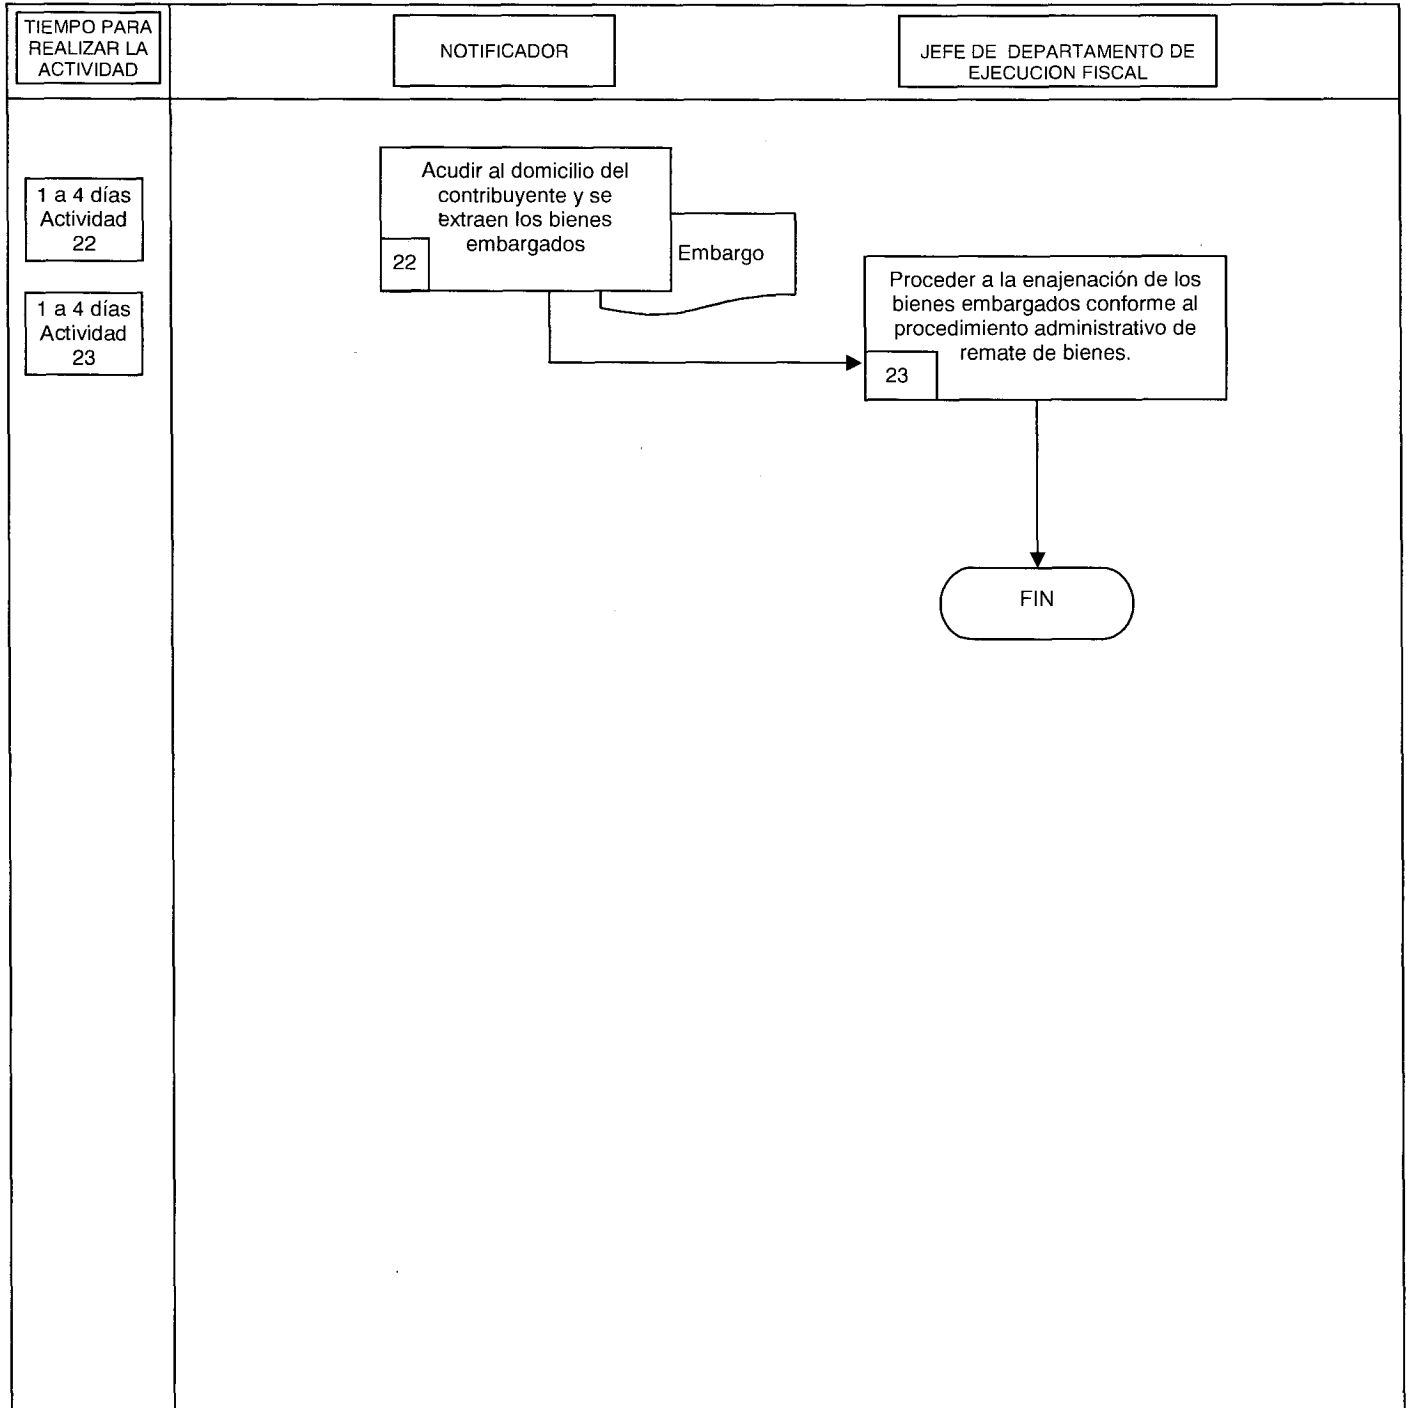 TIEMPO PARA
REALIZAR LA
ACTIVIDAD
NOTIFICADOR
JEFE DE DEPARTAMENTO DE
EJECUCION FISCAL
1 a 4 días
Actividad
22
1 a 4 días
Actividad
23
Acudir al domicilio del
contribuyente y se
extraen los bienes
embargados
22
Embargo
Proceder a la enajenación de los
bienes embargados conforme al
procedimiento administrativo de
remate de bienes.
23
FIN